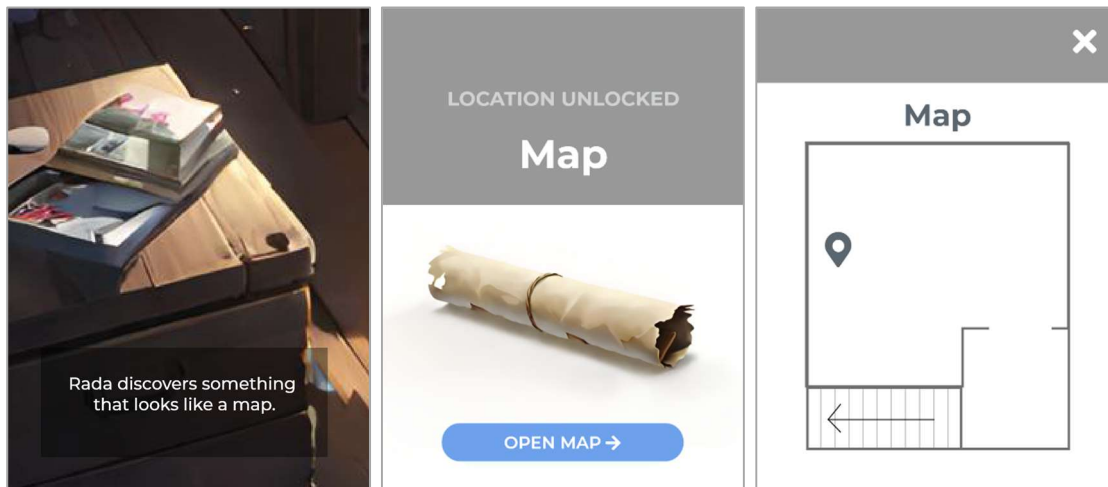 Rada discovers something
that looks like a map.
LOCATION UNLOCKED
Map
OPEN MAP →
Map